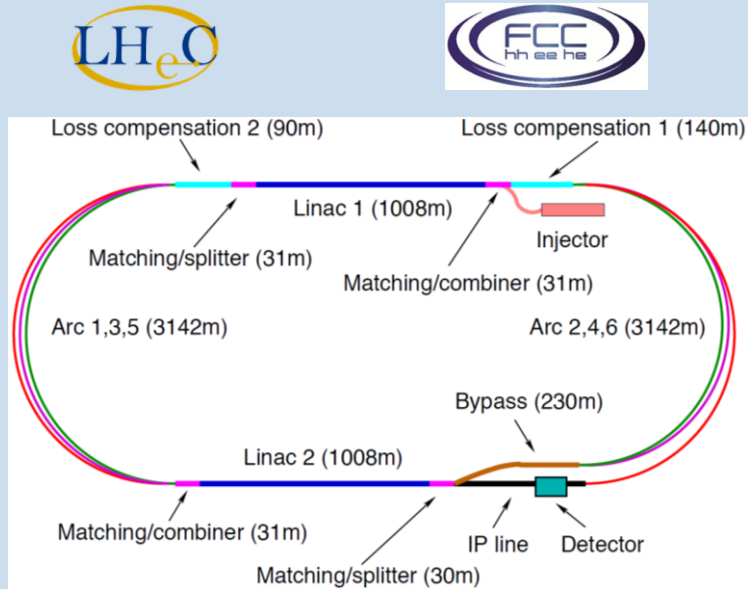 LHeC
FCC
hh ee he
Loss compensation 2 (90m)
Loss compensation 1 (140m)
Linac 1 (1008m)
Injector
Matching/splitter (31m)
Matching/combiner (31m)
Arc 1,3,5 (3142m)
Arc 2,4,6 (3142m)
Bypass (230m)
Linac 2 (1008m)
Matching/combiner (31m)
IP line
Detector
Matching/splitter (30m)